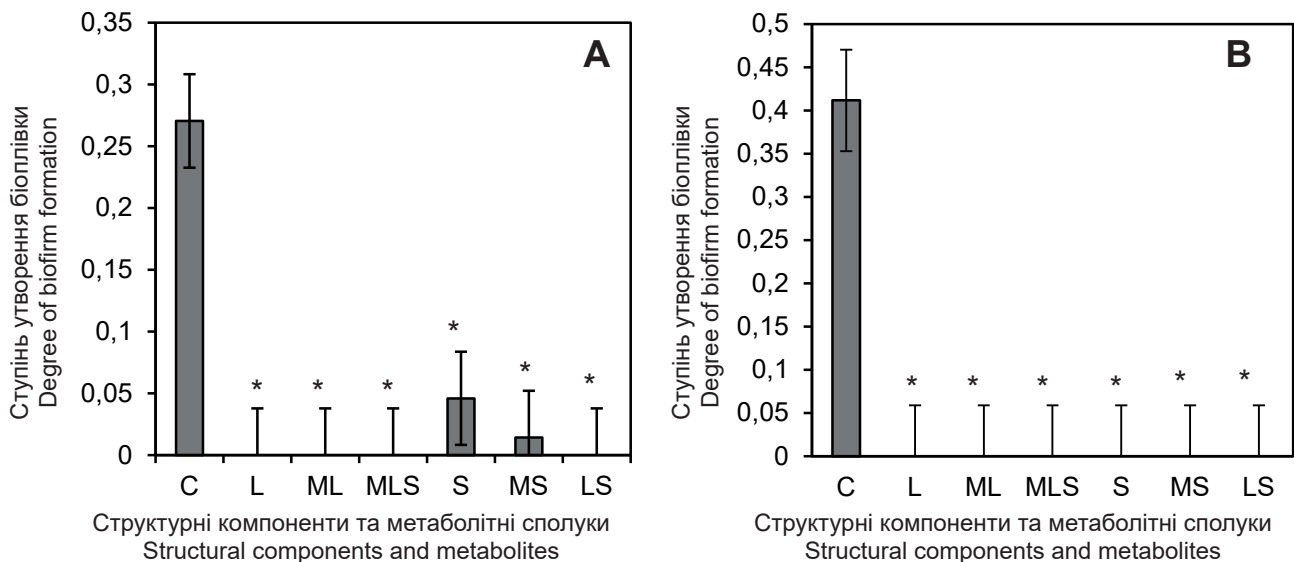 Ступінь утворення біоплівки
Degree of biofirm formation
0,35
0,3
0,25
0,2
0,15
0,1
0,05
0
A
*
*
*
*
*
*
C L ML MLS S MS LS
Структурні компоненти та метаболітні сполуки
Structural components and metabolites
Ступінь утворення біоплівки
Degree of biofirm formation
0,5
0,45
0,4
0,35
0,3
0,25
0,2
0,15
0,1
0,05
0
B
*
*
*
*
*
*
C L ML MLS S MS LS
Структурні компоненти та метаболітні сполуки
Structural components and metabolites